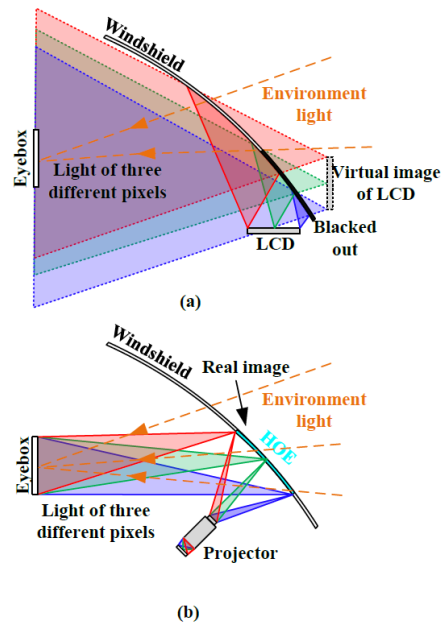 Windshield
Environment
light
Eyebox
Light of three
different pixels
Virtual image
of LCD
LCD
Blacked
out
(a)
Windshield
Real image
Environment
light
HOE
Eyebox
Light of three
different pixels
Projector
(b)